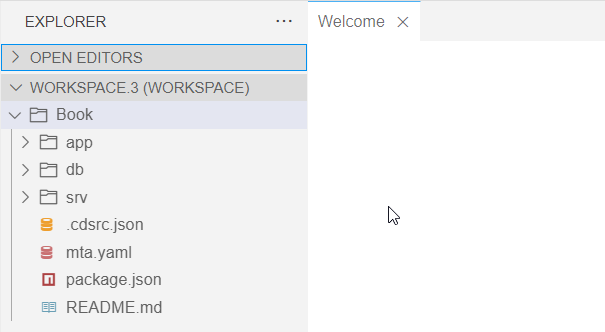 EXPLORER ···
Welcome
OPEN EDITORS
WORKSPACE.3 (WORKSPACE)
Book
app
db
srv
.cdsrc.json
mta.yaml
package.json
README.md